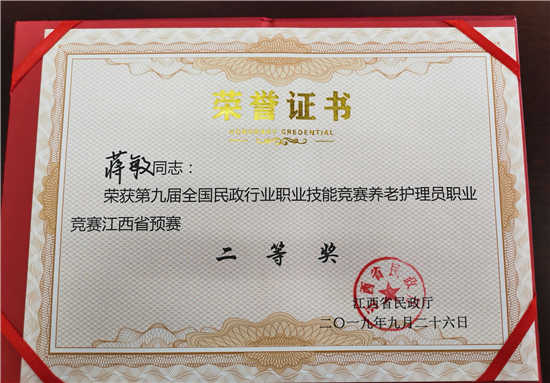 荣誉证书
HONORARY CREDENTIAL
蒋敏同志：
荣获第九届全国民政行业职业技能竞赛养老护理员职业
竞赛江西省预赛
二等奖
江西省民政厅
二〇一九年九月二十六日